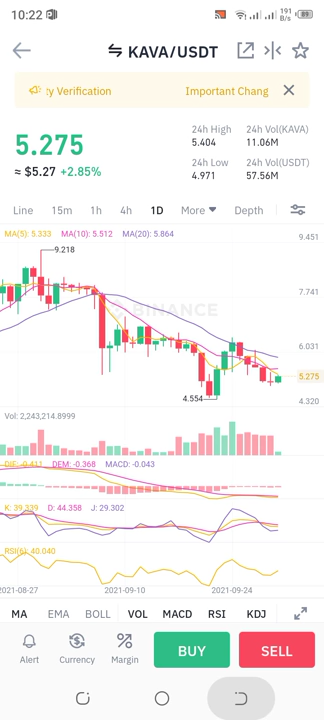 10:22
191 B/s
89
KAVA/USDT
:y Verification Important Chang
5.275
≈ $5.27 +2.85%
24h High 24h Vol(KAVA)
5.404 11.06M
24h Low 24h Vol(USDT)
4.971 57.56M
Line 15m 1h 4h 1D More Depth
MA(5): 5.333 MA(10): 5.512 MA(20): 5.864
9.451
9.218
7.741
BINANCE
6.031
5.275
4.554
4.320
Vol: 2,243,214.8999
DIF: -0.411 DEM: -0.368 MACD: -0.043
K: 39.339 D: 44.358 J: 29.302
RSI(6): 40.040
2021-08-27 2021-09-10 2021-09-24
MA EMA BOLL VOL MACD RSI KDJ
Alert Currency Margin BUY SELL